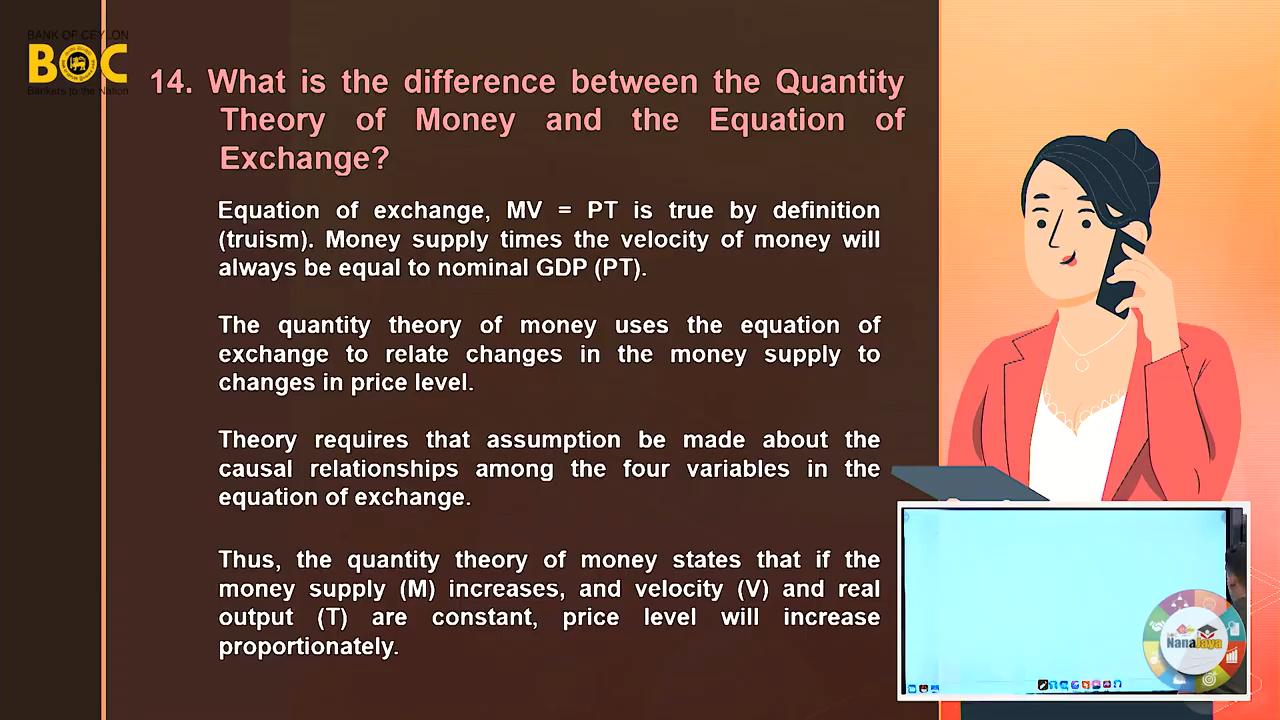 BANK OF CEYLON
BOC
Bankers to the Nation
14. What is the difference between the Quantity
Theory of Money and the Equation of
Exchange?
Equation of exchange, MV = PT is true by definition
(truism). Money supply times the velocity of money will
always be equal to nominal GDP (PT).
The quantity theory of money uses the equation of
exchange to relate changes in the money supply to
changes in price level.
Theory requires that assumption be made about the
causal relationships among the four variables in the
equation of exchange.
Thus, the quantity theory of money states that if the
money supply (M) increases, and velocity (V) and real
output (T) are constant, price level will increase
proportionately.
NanaJaya